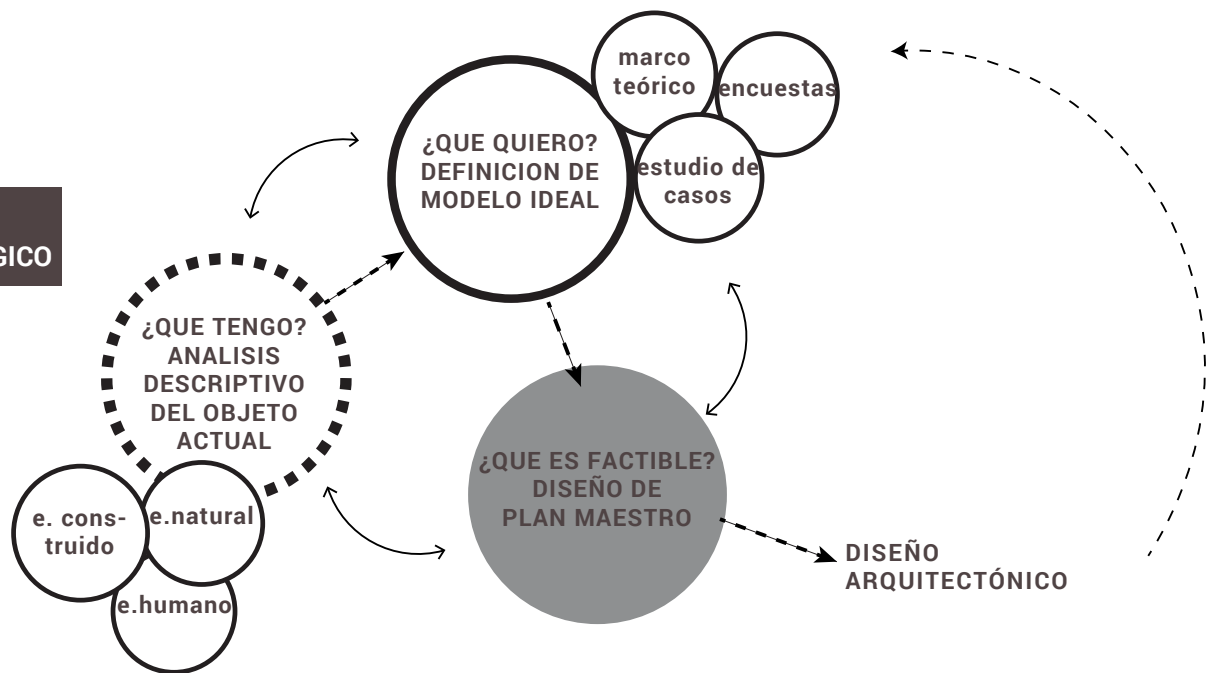 GICO
marco
teórico
encuestas
estudio de
casos
¿QUE QUIERO?
DEFINICION DE
MODELO IDEAL
¿QUE TENGO?
ANALISIS
DESCRIPTIVO
DEL OBJETO
ACTUAL
e. cons-
truido
e.natural
e.humano
¿QUE ES FACTIBLE?
DISEÑO DE
PLAN MAESTRO
DISEÑO
ARQUITECTÓNICO